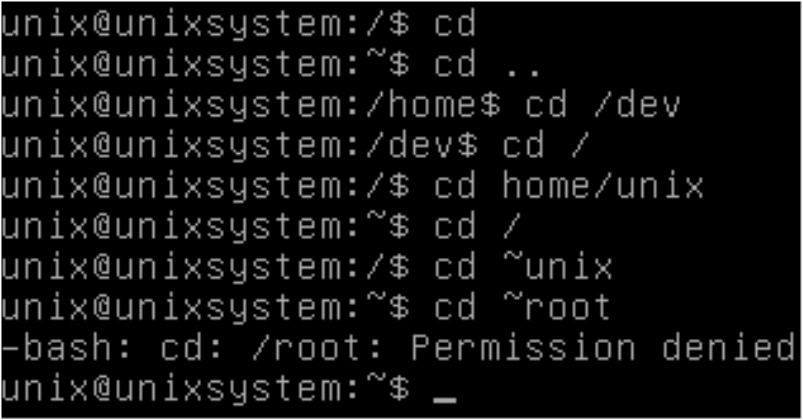 unix@unixsystem:/$ cd
unix@unixsystem:~$ cd ..
unix@unixsystem:/home$ cd /dev
unix@unixsystem:/dev$ cd /
unix@unixsystem:/$ cd home/unix
unix@unixsystem:~$ cd /
unix@unixsystem:/$ cd ~unix
unix@unixsystem:~$ cd ~root
-bash: cd: /root: Permission denied
unix@unixsystem:~$ _